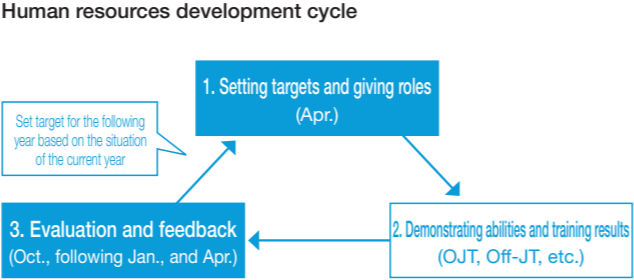 Human resources development cycle
1. Setting targets and giving roles
(Apr.)
Set target for the following
year based on the situation
of the current year
2. Demonstrating abilities and training results
(OJT, Off-JT, etc.)
3. Evaluation and feedback
(Oct., following Jan., and Apr.)